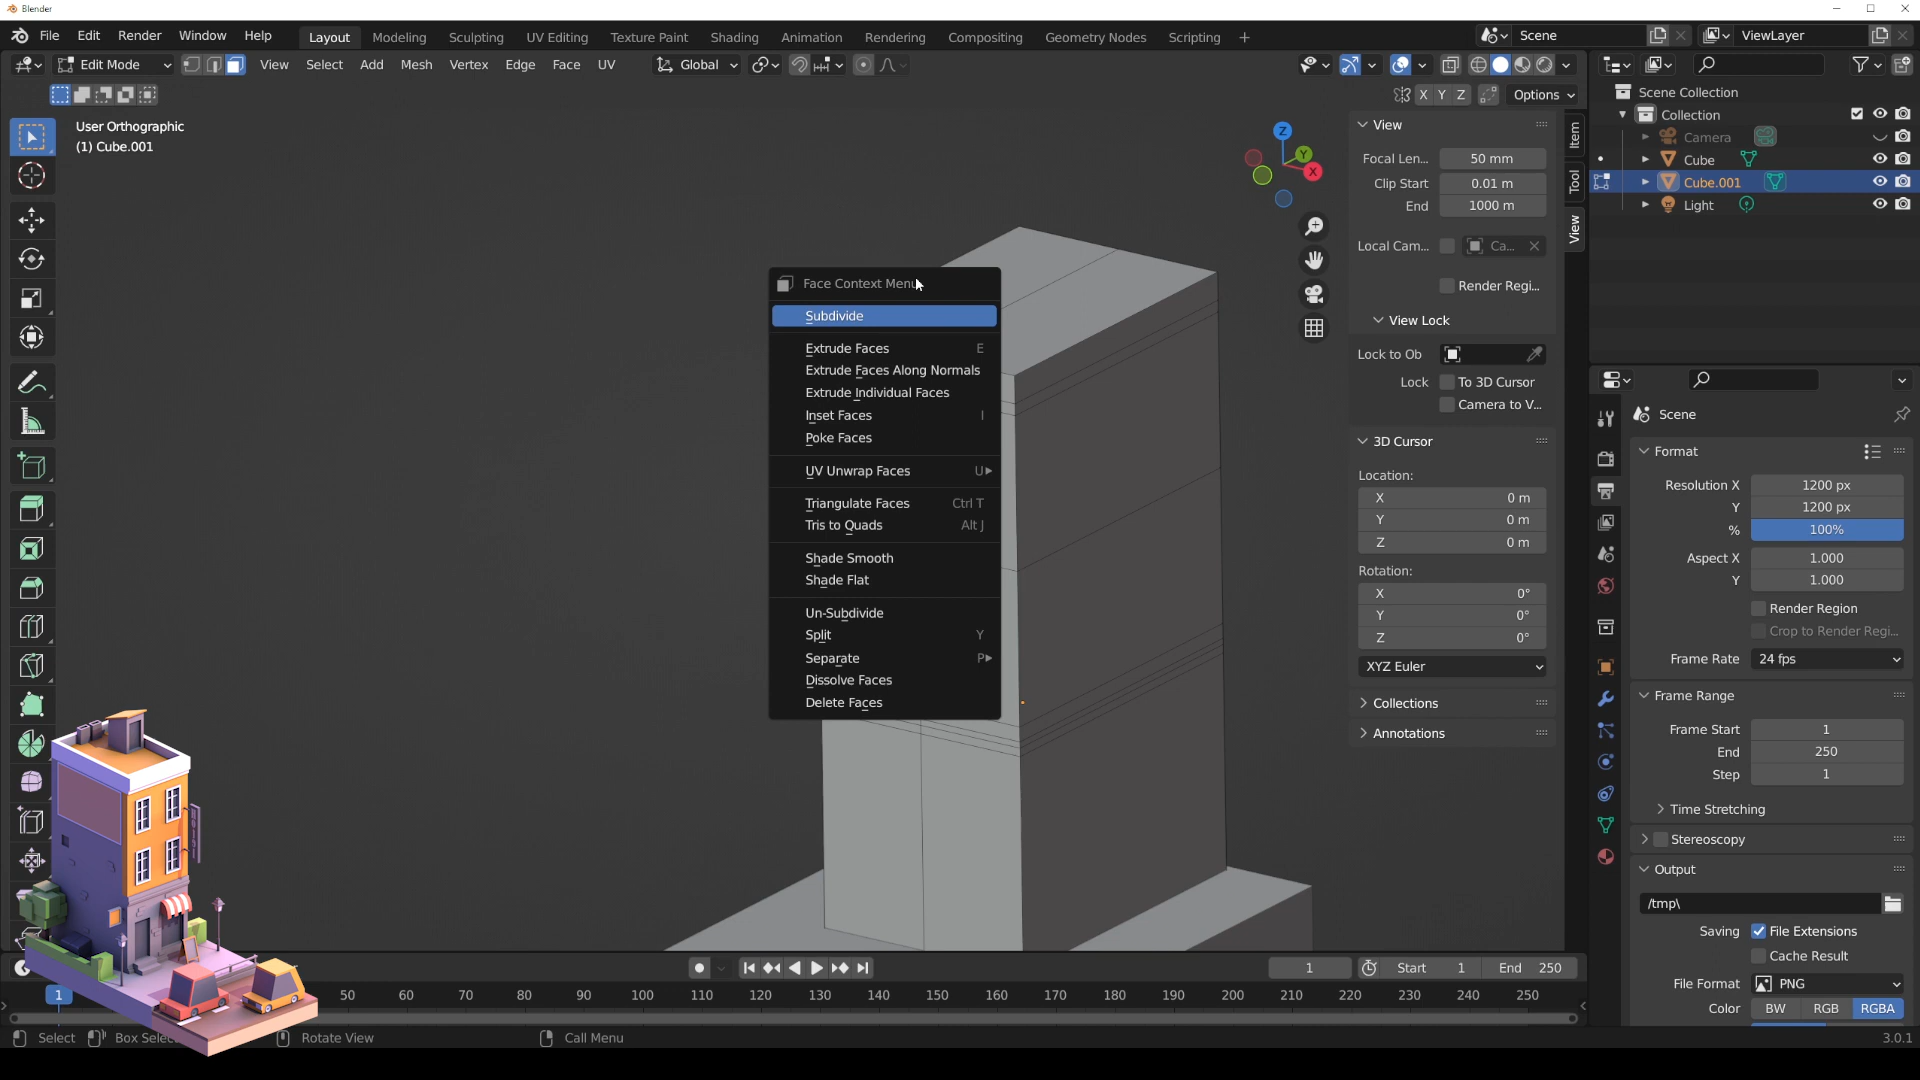 Blender
File Edit Render Window Help Layout Modeling Sculpting UV Editing Texture Paint Shading Animation Rendering Compositing Geometry Nodes Scripting + Scene ViewLayer
Edit Mode View Select Add Mesh Vertex Edge Face UV Global
X Y Z Options
User Orthographic
(1) Cube.001
Z
Y
X
Face Context Menu
Subdivide
Extrude Faces E
Extrude Faces Along Normals
Extrude Individual Faces
Inset Faces I
Poke Faces
UV Unwrap Faces U
Triangulate Faces Ctrl T
Tris to Quads Alt J
Shade Smooth
Shade Flat
Un-Subdivide
Split Y
Separate P
Dissolve Faces
Delete Faces
View
Focal Len... 50 mm
Clip Start 0.01 m
End 1000 m
Local Cam... Ca...
Render Regi...
View Lock
Lock to Ob
Lock To 3D Cursor
Camera to V...
3D Cursor
Location:
X 0 m
Y 0 m
Z 0 m
Rotation:
X 0°
Y 0°
Z 0°
XYZ Euler
Collections
Annotations
Item
Tool
View
Scene Collection
Collection
Camera
Cube
Cube.001
Light
Scene
Format
Resolution X 1200 px
Y 1200 px
% 100%
Aspect X 1.000
Y 1.000
Render Region
Crop to Render Regi...
Frame Rate 24 fps
Frame Range
Frame Start 1
End 250
Step 1
Time Stretching
Stereoscopy
Output
/tmp\
Saving File Extensions
Cache Result
File Format PNG
Color BW RGB RGBA
1 Start 1 End 250
1 50 60 70 80 90 100 110 120 130 140 150 160 170 180 190 200 210 220 230 240 250
Select Box Selec Rotate View Call Menu 3.0.1